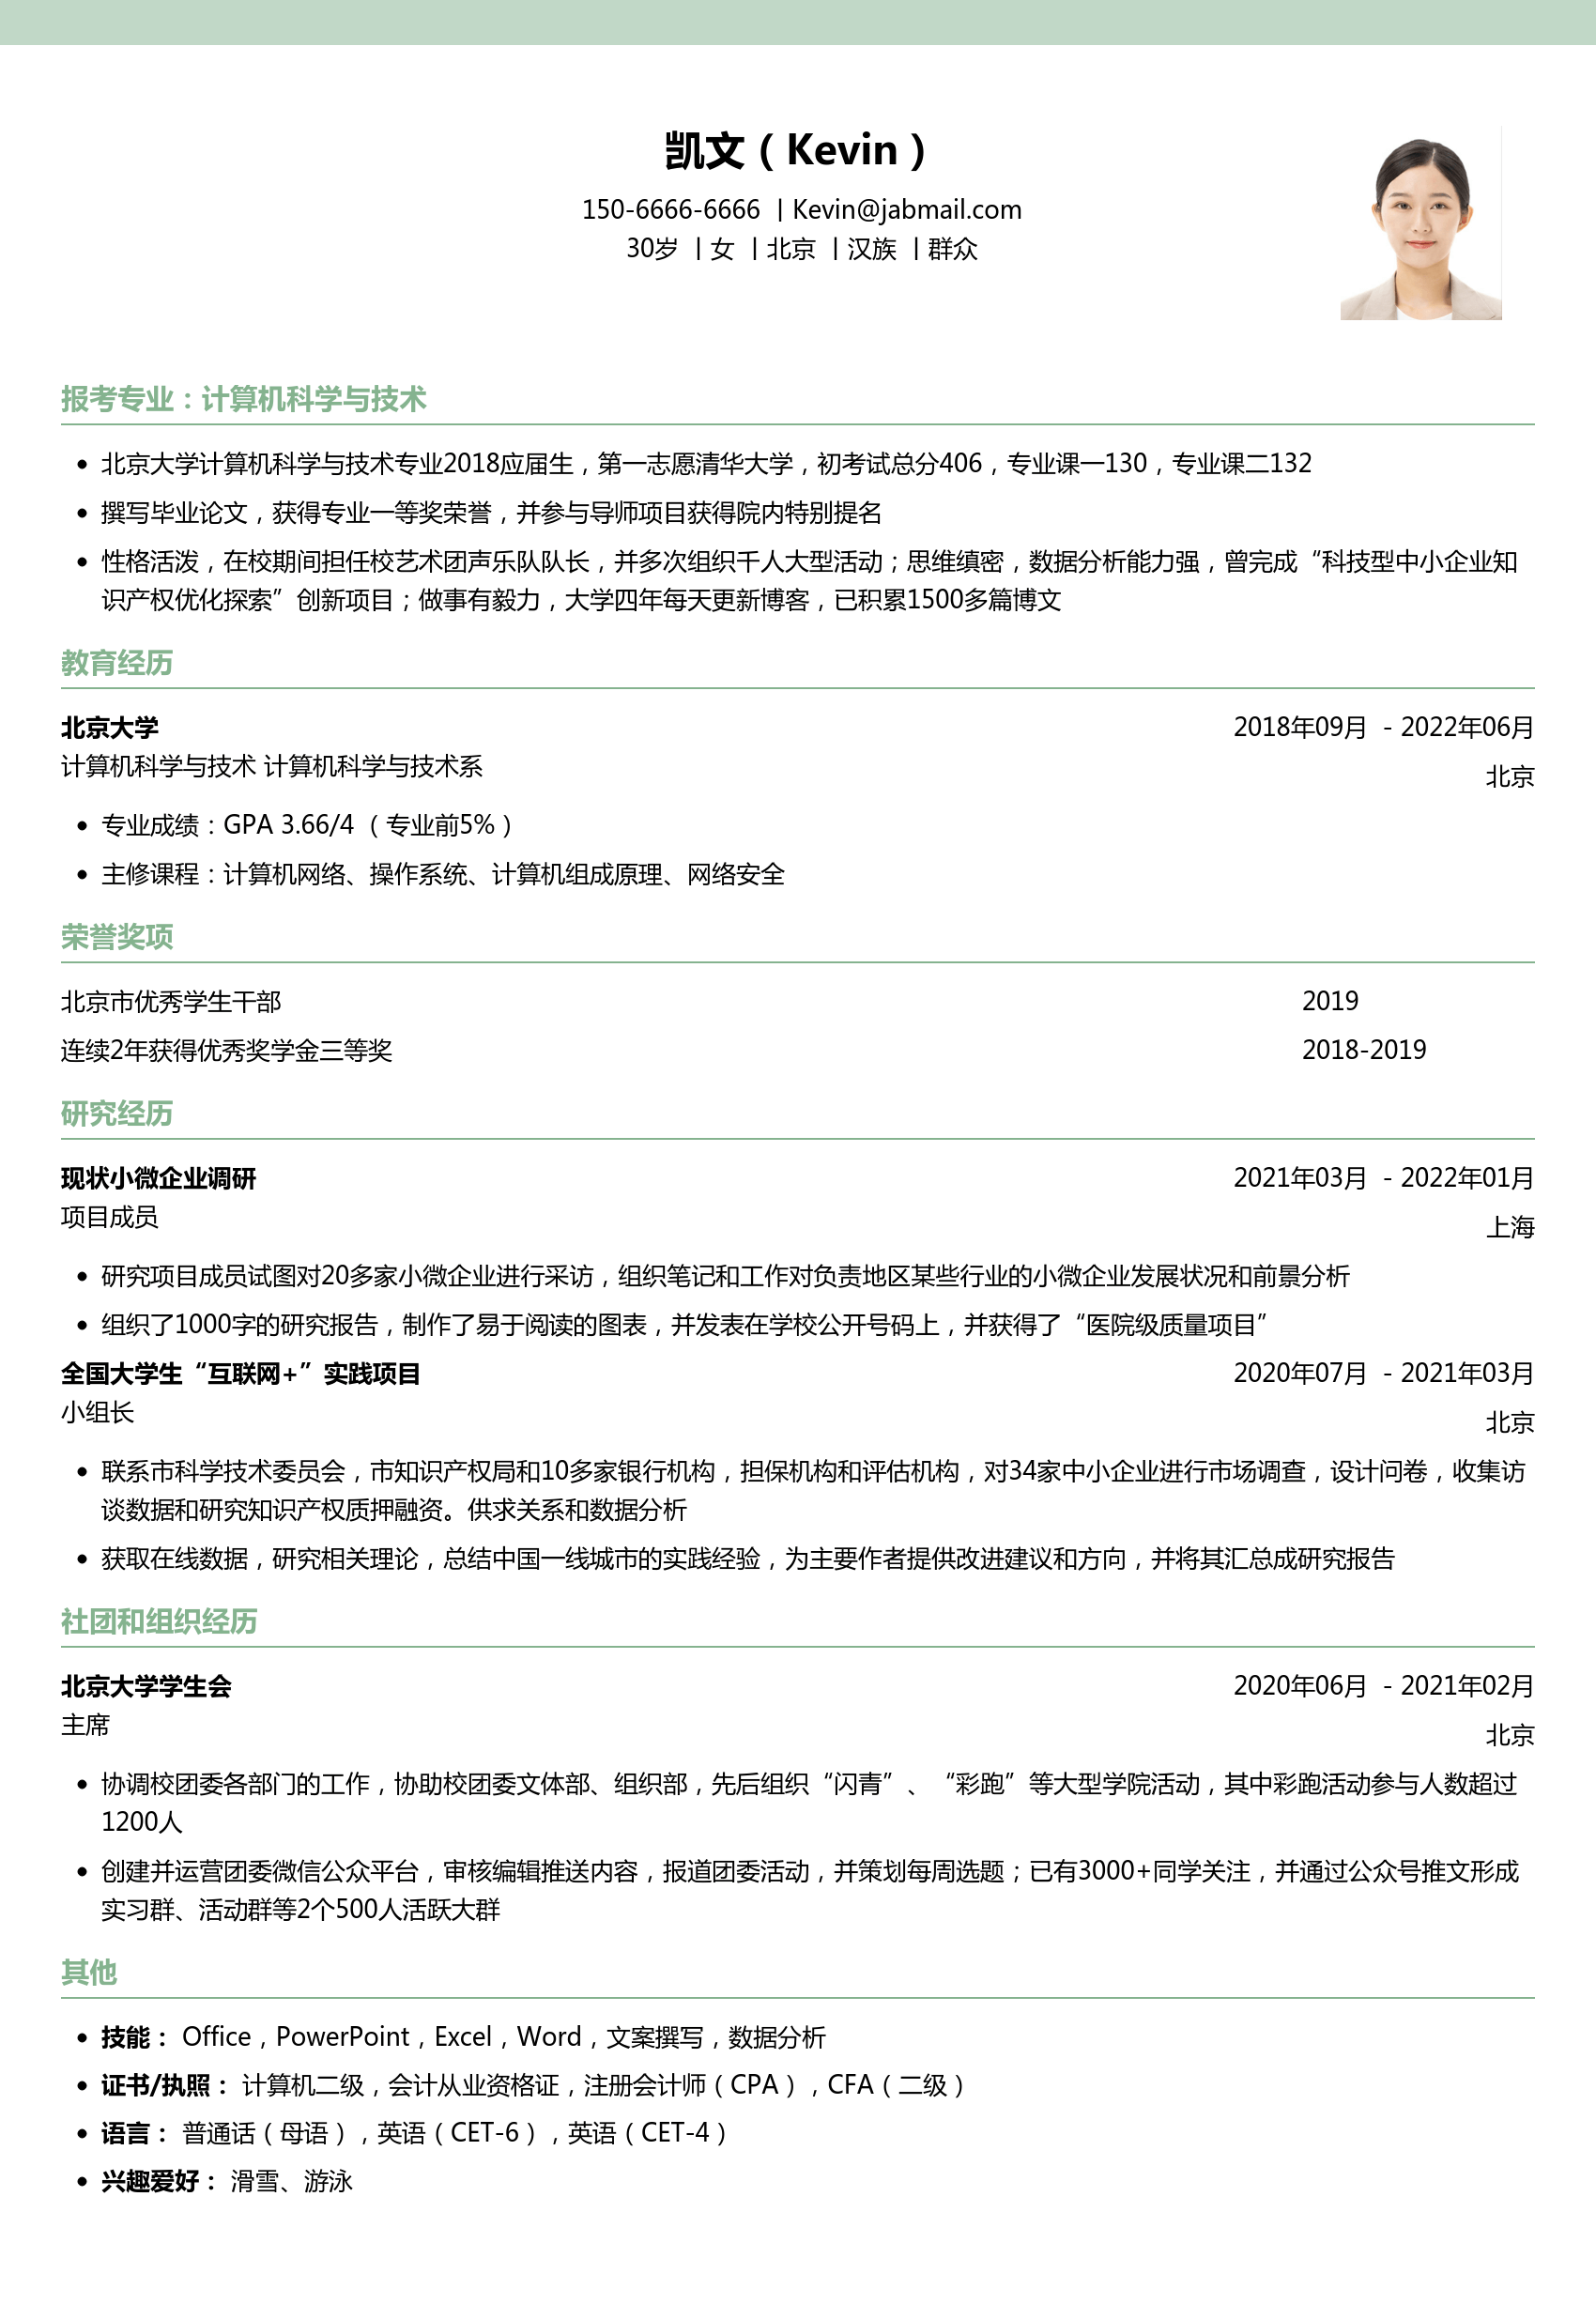 凯文（Kevin）
150-6666-6666 丨Kevin@jabmail.com
30岁 丨女 丨北京 丨汉族 丨群众
报考专业：计算机科学与技术
• 北京大学计算机科学与技术专业2018应届生，第一志愿清华大学，初考试总分406，专业课一130，专业课二132
• 撰写毕业论文，获得专业一等奖荣誉，并参与导师项目获得院内特别提名
• 性格活泼，在校期间担任校艺术团声乐队队长，并多次组织千人大型活动；思维缜密，数据分析能力强，曾完成“科技型中小企业知
识产权优化探索”创新项目；做事有毅力，大学四年每天更新博客，已积累1500多篇博文
教育经历
北京大学 2018年09月 - 2022年06月
计算机科学与技术 计算机科学与技术系
北京
• 专业成绩：GPA 3.66/4 （专业前5%）
• 主修课程：计算机网络、操作系统、计算机组成原理、网络安全
荣誉奖项
北京市优秀学生干部 2019
连续2年获得优秀奖学金三等奖 2018-2019
研究经历
现状小微企业调研 2021年03月 - 2022年01月
项目成员
上海
• 研究项目成员试图对20多家小微企业进行采访，组织笔记和工作对负责地区某些行业的小微企业发展状况和前景分析
• 组织了1000字的研究报告，制作了易于阅读的图表，并发表在学校公开号码上，并获得了“医院级质量项目”
全国大学生“互联网+”实践项目 2020年07月 - 2021年03月
小组长
北京
• 联系市科学技术委员会，市知识产权局和10多家银行机构，担保机构和评估机构，对34家中小企业进行市场调查，设计问卷，收集访
谈数据和研究知识产权质押融资。供求关系和数据分析
• 获取在线数据，研究相关理论，总结中国一线城市的实践经验，为主要作者提供改进建议和方向，并将其汇总成研究报告
社团和组织经历
北京大学学生会 2020年06月 - 2021年02月
主席
北京
• 协调校团委各部门的工作，协助校团委文体部、组织部，先后组织“闪青”、“彩跑”等大型学院活动，其中彩跑活动参与人数超过
1200人
• 创建并运营团委微信公众平台，审核编辑推送内容，报道团委活动，并策划每周选题；已有3000+同学关注，并通过公众号推文形成
实习群、活动群等2个500人活跃大群
其他
• 技能： Office，PowerPoint，Excel，Word，文案撰写，数据分析
• 证书/执照： 计算机二级，会计从业资格证，注册会计师（CPA），CFA（二级）
• 语言： 普通话（母语），英语（CET-6），英语（CET-4）
• 兴趣爱好： 滑雪、游泳